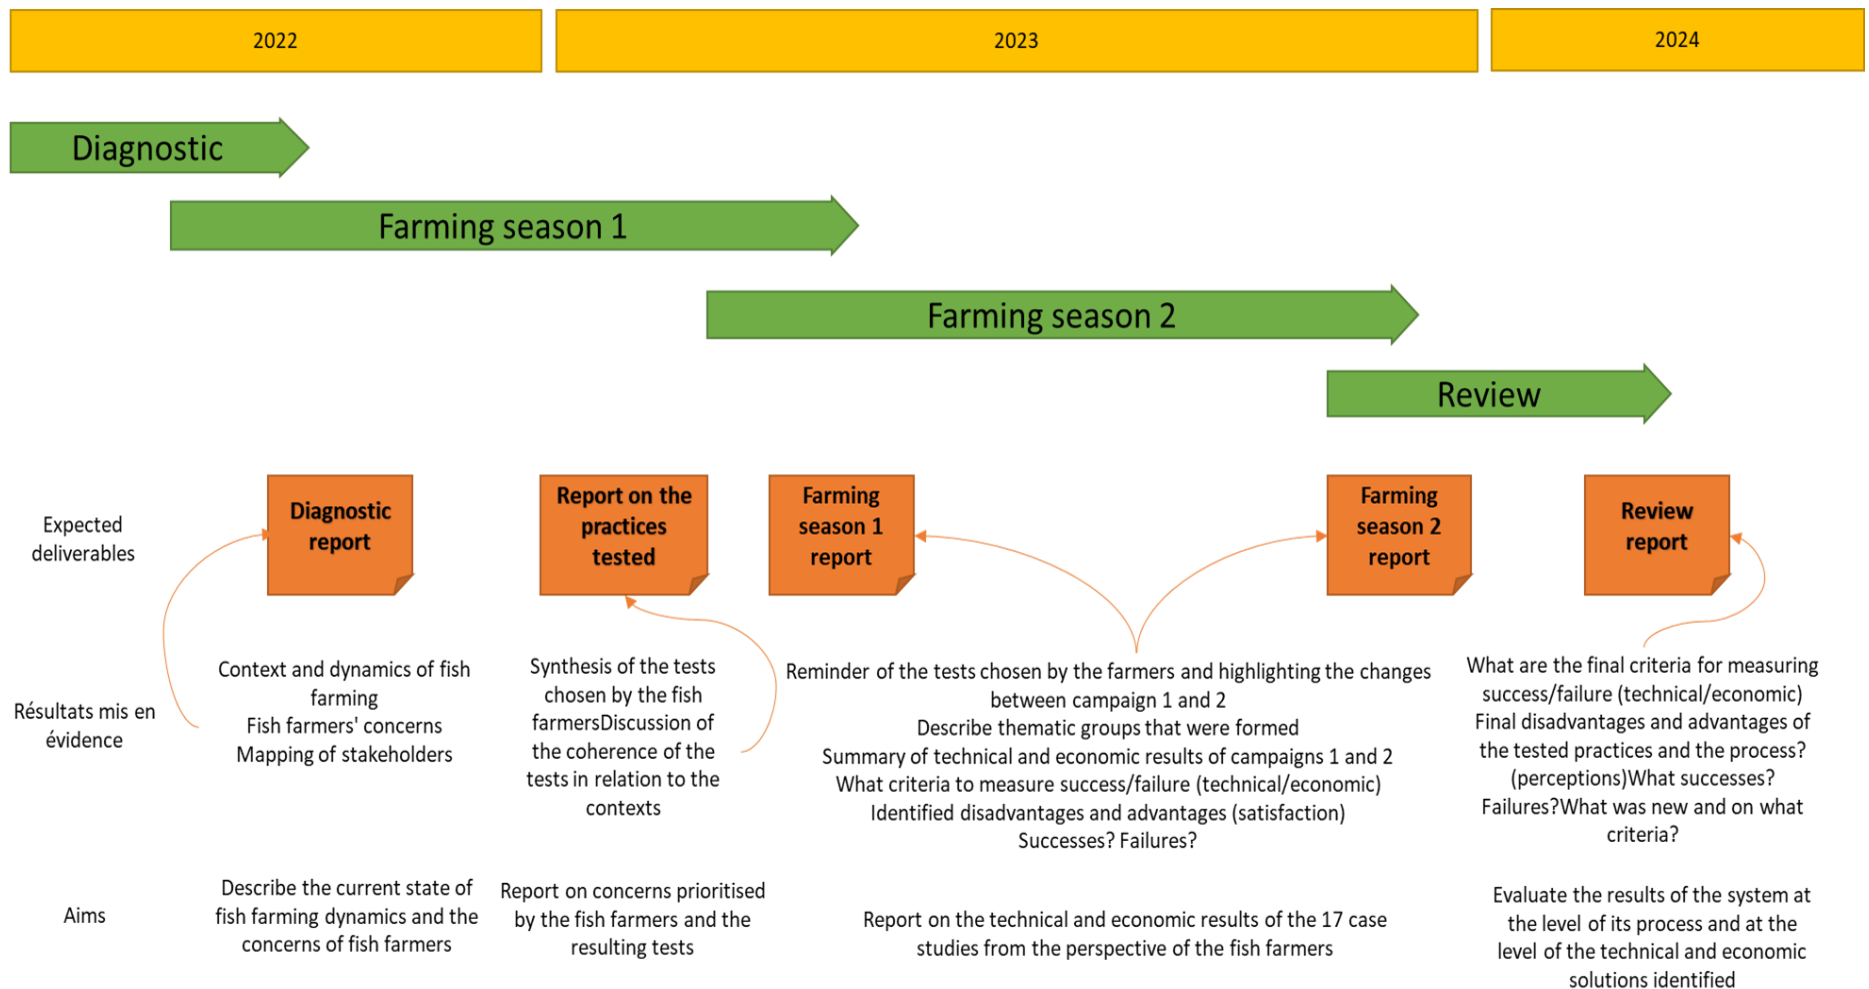 2022
2023
2024
Diagnostic
Farming season 1
Farming season 2
Review
Expected
deliverables
Diagnostic
report
Report on the
practices
tested
Farming
season 1
report
Farming
season 2
report
Review
report
Résultats mis en
évidence
Context and dynamics of fish
farming
Fish farmers' concerns
Mapping of stakeholders
Synthesis of the tests
chosen by the fish
farmersDiscussion of
the coherence of the
tests in relation to the
contexts
Reminder of the tests chosen by the farmers and highlighting the changes
between campaign 1 and 2
Describe thematic groups that were formed
Summary of technical and economic results of campaigns 1 and 2
What criteria to measure success/failure (technical/economic)
Identified disadvantages and advantages (satisfaction)
Successes? Failures?
What are the final criteria for measuring
success/failure (technical/economic)
Final disadvantages and advantages of
the tested practices and the process?
(perceptions)What successes?
Failures?What was new and on what
criteria?
Aims
Describe the current state of
fish farming dynamics and the
concerns of fish farmers
Report on concerns prioritised
by the fish farmers and the
resulting tests
Report on the technical and economic results of the 17 case
studies from the perspective of the fish farmers
Evaluate the results of the system at
the level of its process and at the
level of the technical and economic
solutions identified